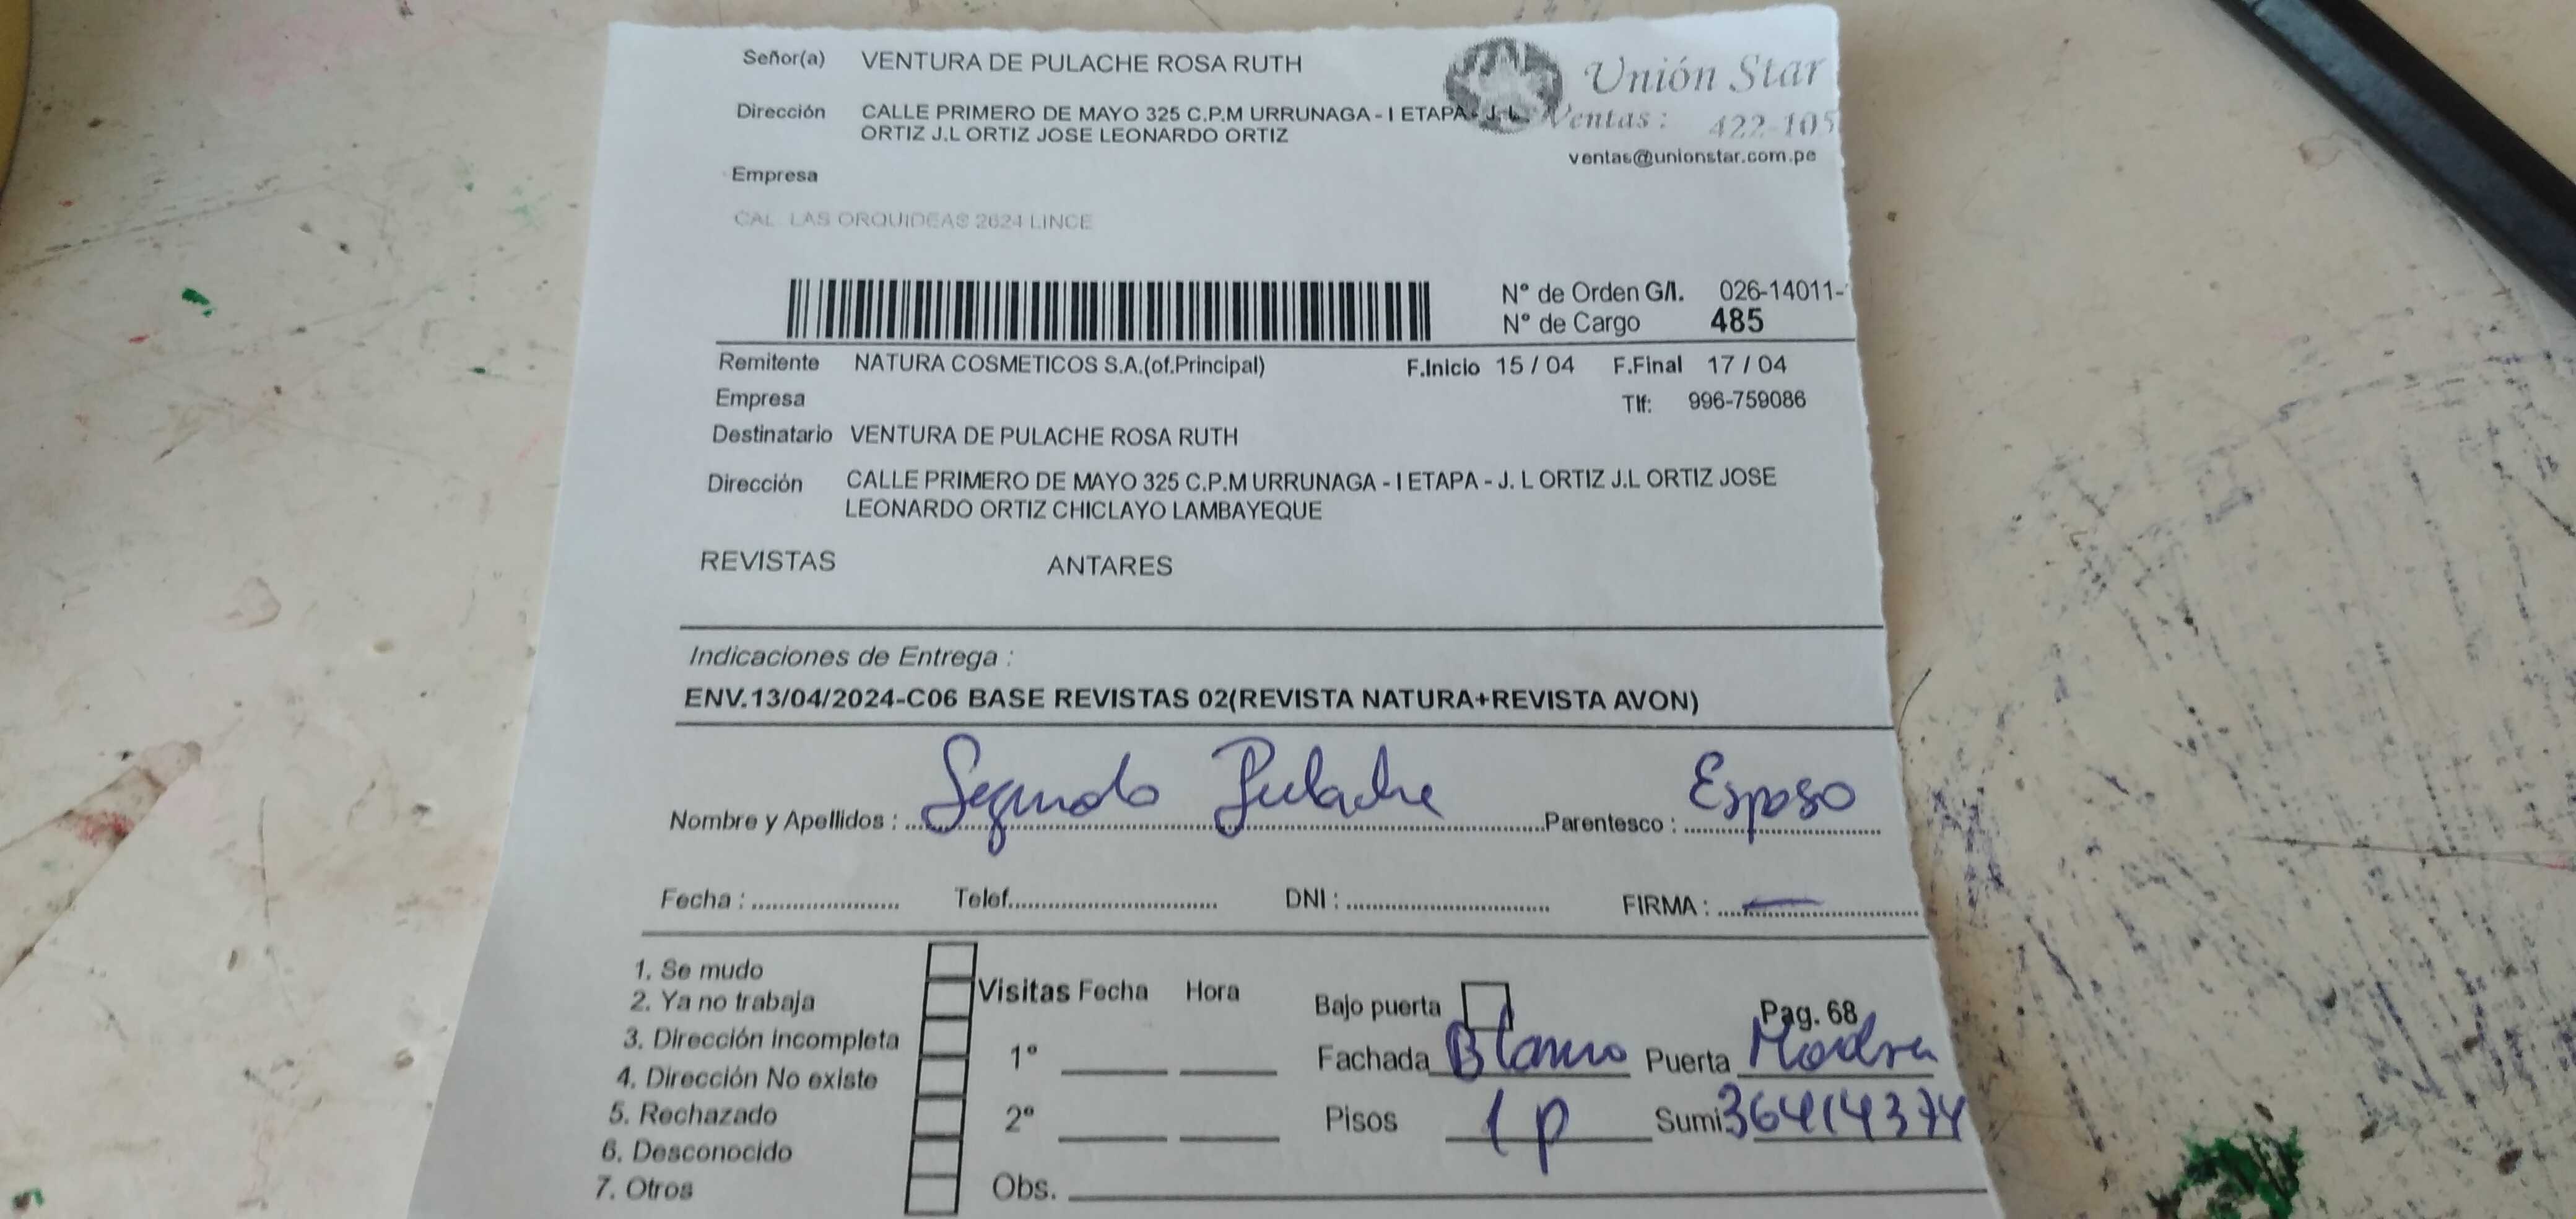 Señor(a) VENTURA DE PULACHE ROSA RUTH
Unión Star
Dirección CALLE PRIMERO DE MAYO 325 C.P.M URRUNAGA - I ETAPA - J. L.
ORTIZ J.L ORTIZ JOSE LEONARDO ORTIZ
Ventas : 422-105
ventas@unionstar.com.pe
Empresa
CAL. LAS ORQUIDEAS 2624 LINCE
N° de Orden G/I. 026-14011-
N° de Cargo 485
Remitente NATURA COSMETICOS S.A.(of.Principal) F.Inicio 15 / 04 F.Final 17 / 04
Empresa Tlf: 996-759086
Destinatario VENTURA DE PULACHE ROSA RUTH
Dirección CALLE PRIMERO DE MAYO 325 C.P.M URRUNAGA - I ETAPA - J. L ORTIZ J.L ORTIZ JOSE
LEONARDO ORTIZ CHICLAYO LAMBAYEQUE
REVISTAS ANTARES
Indicaciones de Entrega :
ENV.13/04/2024-C06 BASE REVISTAS 02(REVISTA NATURA+REVISTA AVON)
Nombre y Apellidos : Segundo Pulache Parentesco : Esposo
Fecha : Telef. DNI : FIRMA :
1. Se mudo
2. Ya no trabaja
3. Dirección incompleta
4. Dirección No existe
5. Rechazado
6. Desconocido
7. Otros
Visitas Fecha Hora
1°
2°
Obs.
Bajo puerta Pag. 68
Fachada Blanco Puerta Madera
Pisos 1 p Sumi 36414374